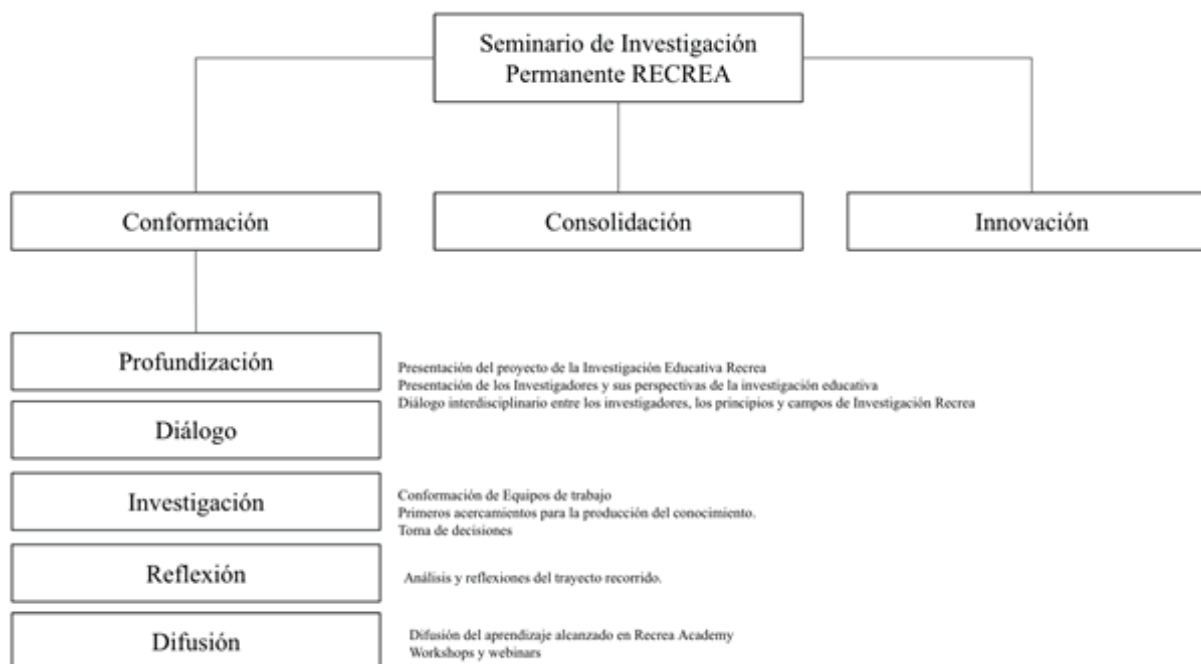 Seminario de Investigación
Permanente RECREA
Conformación
Consolidación
Innovación
Profundización
Presentación del proyecto de la Investigación Educativa Recrea
Presentación de los Investigadores y sus perspectivas de la investigación educativa
Diálogo interdisciplinario entre los investigadores, los principios y campos de Investigación Recrea
Diálogo
Investigación
Conformación de Equipos de trabajo
Primeros acercamientos para la producción del conocimiento.
Toma de decisiones
Reflexión
Análisis y reflexiones del trayecto recorrido.
Difusión
Difusión del aprendizaje alcanzado en Recrea Academy
Workshops y webinars